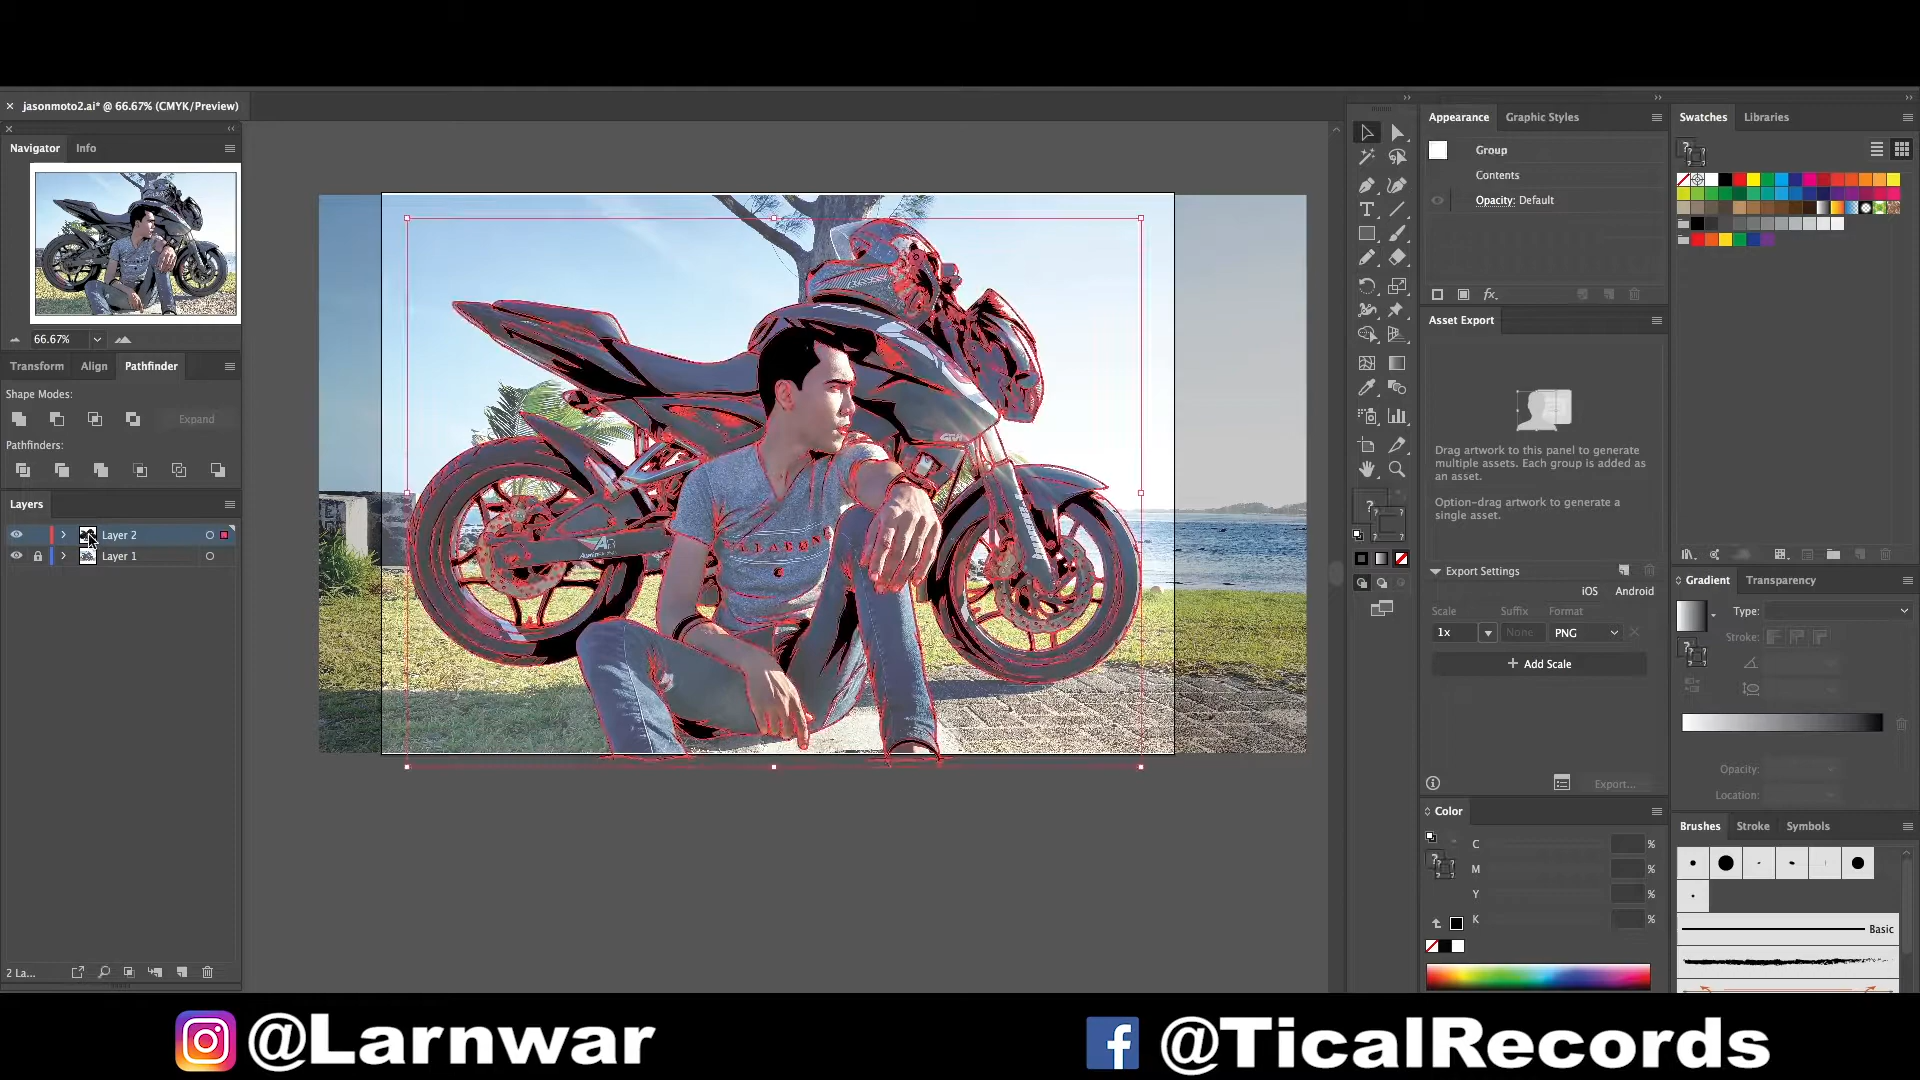 jasonmoto2.ai* @ 66.67% (CMYK/Preview)
Navigator
Info
66.67%
Transform
Align
Pathfinder
Shape Modes:
Expand
Pathfinders:
Layers
Layer 2
Layer 1
2 La...
Appearance
Graphic Styles
Group
Contents
Opacity: Default
fx.
Asset Export
Drag artwork to this panel to generate
multiple assets. Each group is added as
an asset.
Option-drag artwork to generate a
single asset.
Export Settings
iOS
Android
Scale
Suffix
Format
1x
None
PNG
+ Add Scale
Export...
Color
C %
M %
Y %
K %
Swatches
Libraries
Gradient
Transparency
Type:
Stroke:
Opacity:
Location:
Brushes
Stroke
Symbols
Basic
@Larnwar
@TicalRecords